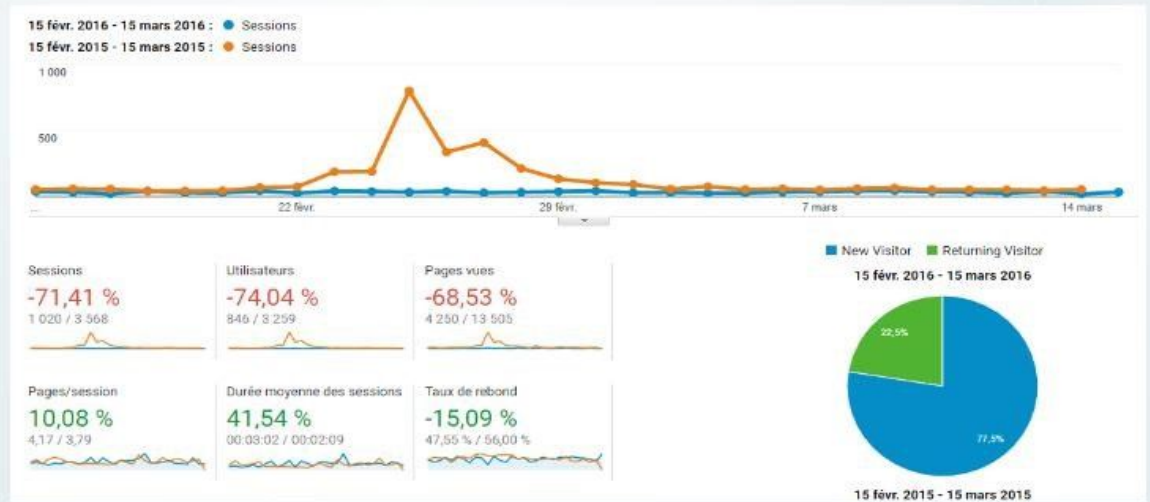 15 févr. 2016 - 15 mars 2016 : Sessions
15 févr. 2015 - 15 mars 2015 : Sessions
1 000
500
...
22 févr.
29 févr.
7 mars
14 mars
Sessions
-71,41 %
1 020 / 3 568
Utilisateurs
-74,04 %
846 / 3 259
Pages vues
-68,53 %
4 250 / 13 505
Pages/session
10,08 %
4,17 / 3,79
Durée moyenne des sessions
41,54 %
00:03:02 / 00:02:09
Taux de rebond
-15,09 %
47,55 % / 56,00 %
New Visitor Returning Visitor
15 févr. 2016 - 15 mars 2016
22,5%
77,5%
15 févr. 2015 - 15 mars 2015